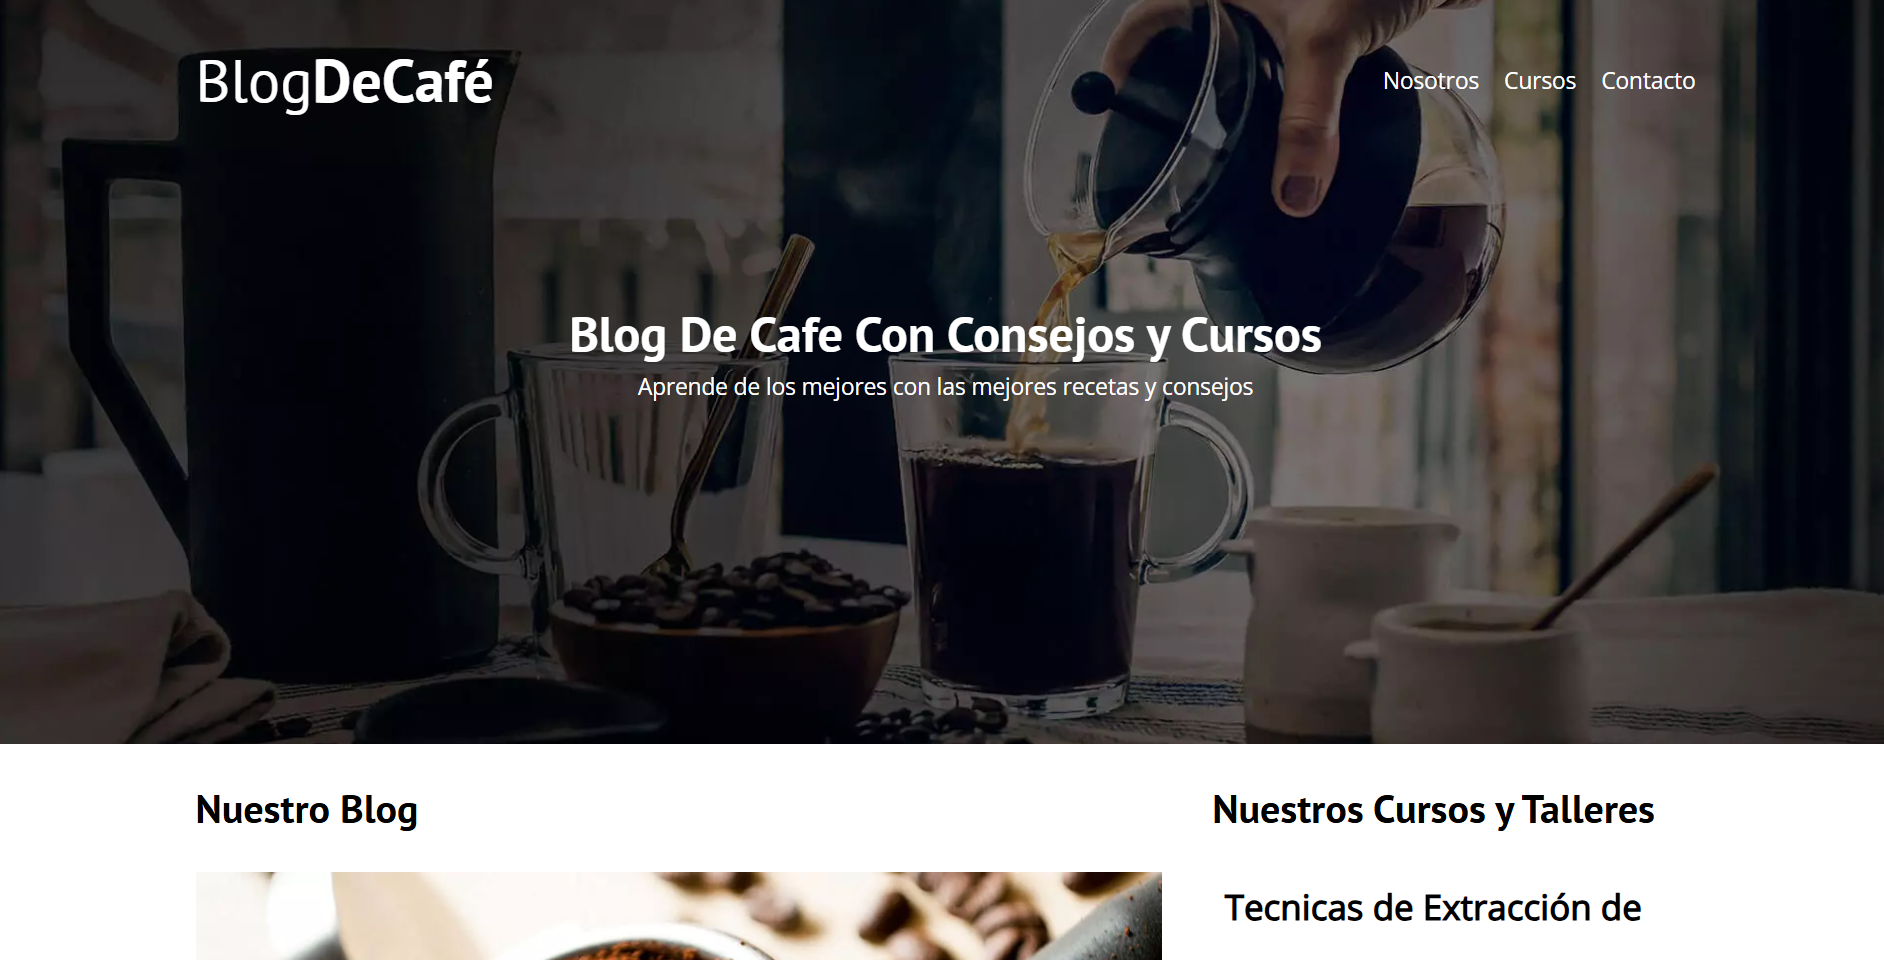 BlogDeCafé
Nosotros Cursos Contacto
Blog De Cafe Con Consejos y Cursos
Aprende de los mejores con las mejores recetas y consejos
Nuestro Blog
Nuestros Cursos y Talleres
Tecnicas de Extracción de